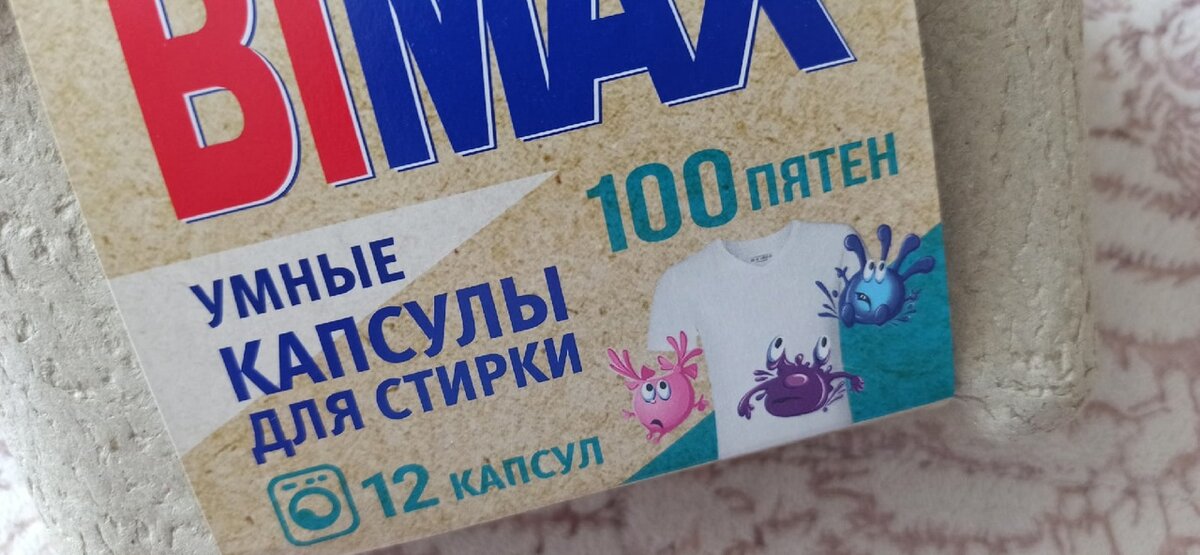 BIMAX
100 ПЯТЕН
УМНЫЕ
КАПСУЛЫ
ДЛЯ СТИРКИ
12 КАПСУЛ